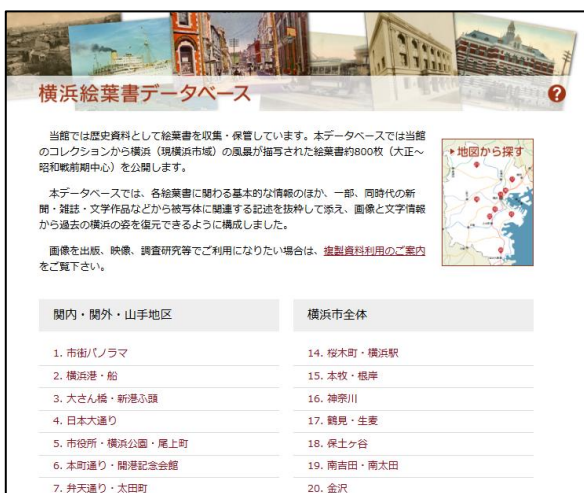 横浜絵葉書データベース
?
当館では歴史資料として絵葉書を収集・保管しています。本データベースでは当館
のコレクションから横浜（現横浜市域）の風景が描写された絵葉書約800枚（大正～
昭和戦前期中心）を公開します。
本データベースでは、各絵葉書に関わる基本的な情報のほか、一部、同時代の新
聞・雑誌・文学作品などから被写体に関連する記述を抜粋して添え、画像と文字情報
から過去の横浜の姿を復元できるように構成しました。
画像を出版、映像、調査研究等でご利用になりたい場合は、複製資料利用のご案内
をご覧下さい。
地図から探す
関内・関外・山手地区
1. 市街パノラマ
2. 横浜港・船
3. 大さん橋・新港ふ頭
4. 日本大通り
5. 市役所・横浜公園・尾上町
6. 本町通り・開港記念会館
7. 弁天通り・太田町
横浜市全体
14. 桜木町・横浜駅
15. 本牧・根岸
16. 神奈川
17. 鶴見・生麦
18. 保土ヶ谷
19. 南吉田・南太田
20. 金沢